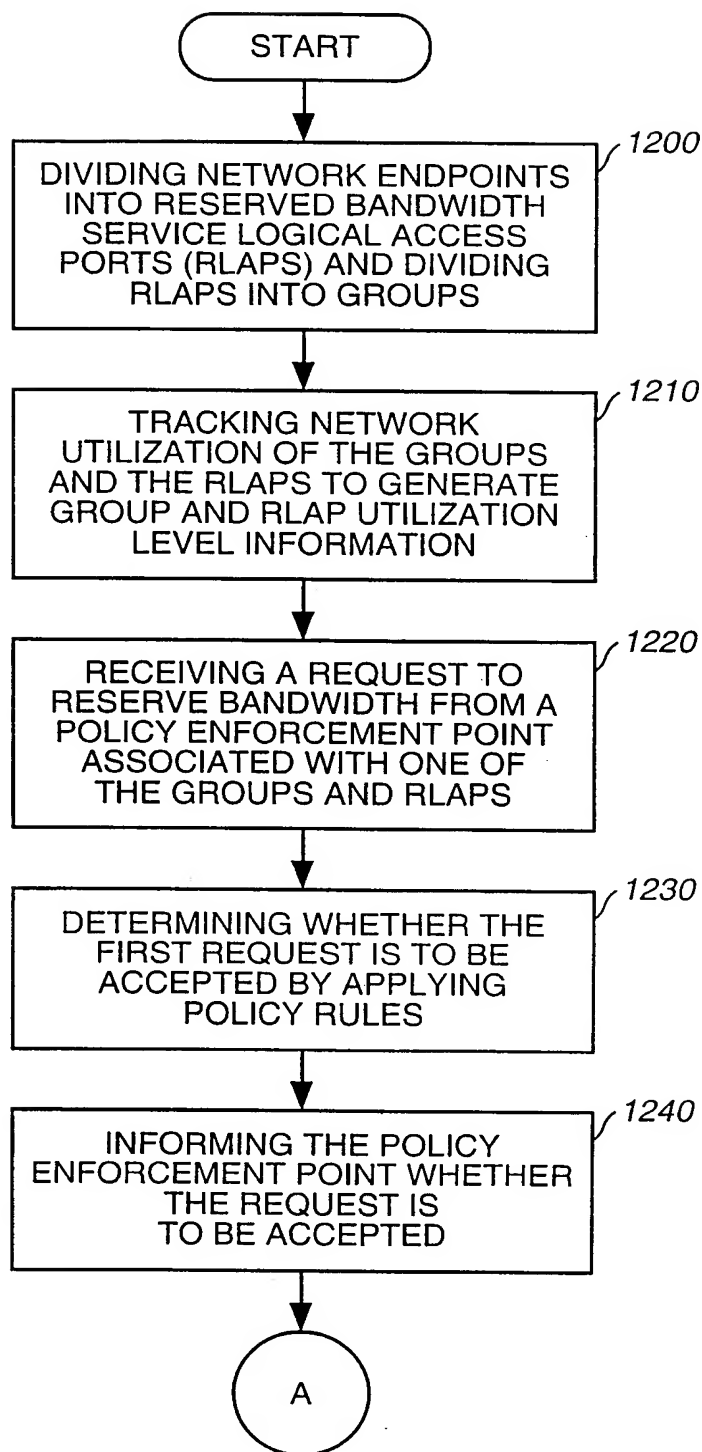 START
1200
DIVIDING NETWORK ENDPOINTS
INTO RESERVED BANDWIDTH
SERVICE LOGICAL ACCESS
PORTS (RLAPS) AND DIVIDING
RLAPS INTO GROUPS
1210
TRACKING NETWORK
UTILIZATION OF THE GROUPS
AND THE RLAPS TO GENERATE
GROUP AND RLAP UTILIZATION
LEVEL INFORMATION
1220
RECEIVING A REQUEST TO
RESERVE BANDWIDTH FROM A
POLICY ENFORCEMENT POINT
ASSOCIATED WITH ONE OF
THE GROUPS AND RLAPS
1230
DETERMINING WHETHER THE
FIRST REQUEST IS TO BE
ACCEPTED BY APPLYING
POLICY RULES
1240
INFORMING THE POLICY
ENFORCEMENT POINT WHETHER
THE REQUEST IS
TO BE ACCEPTED
A